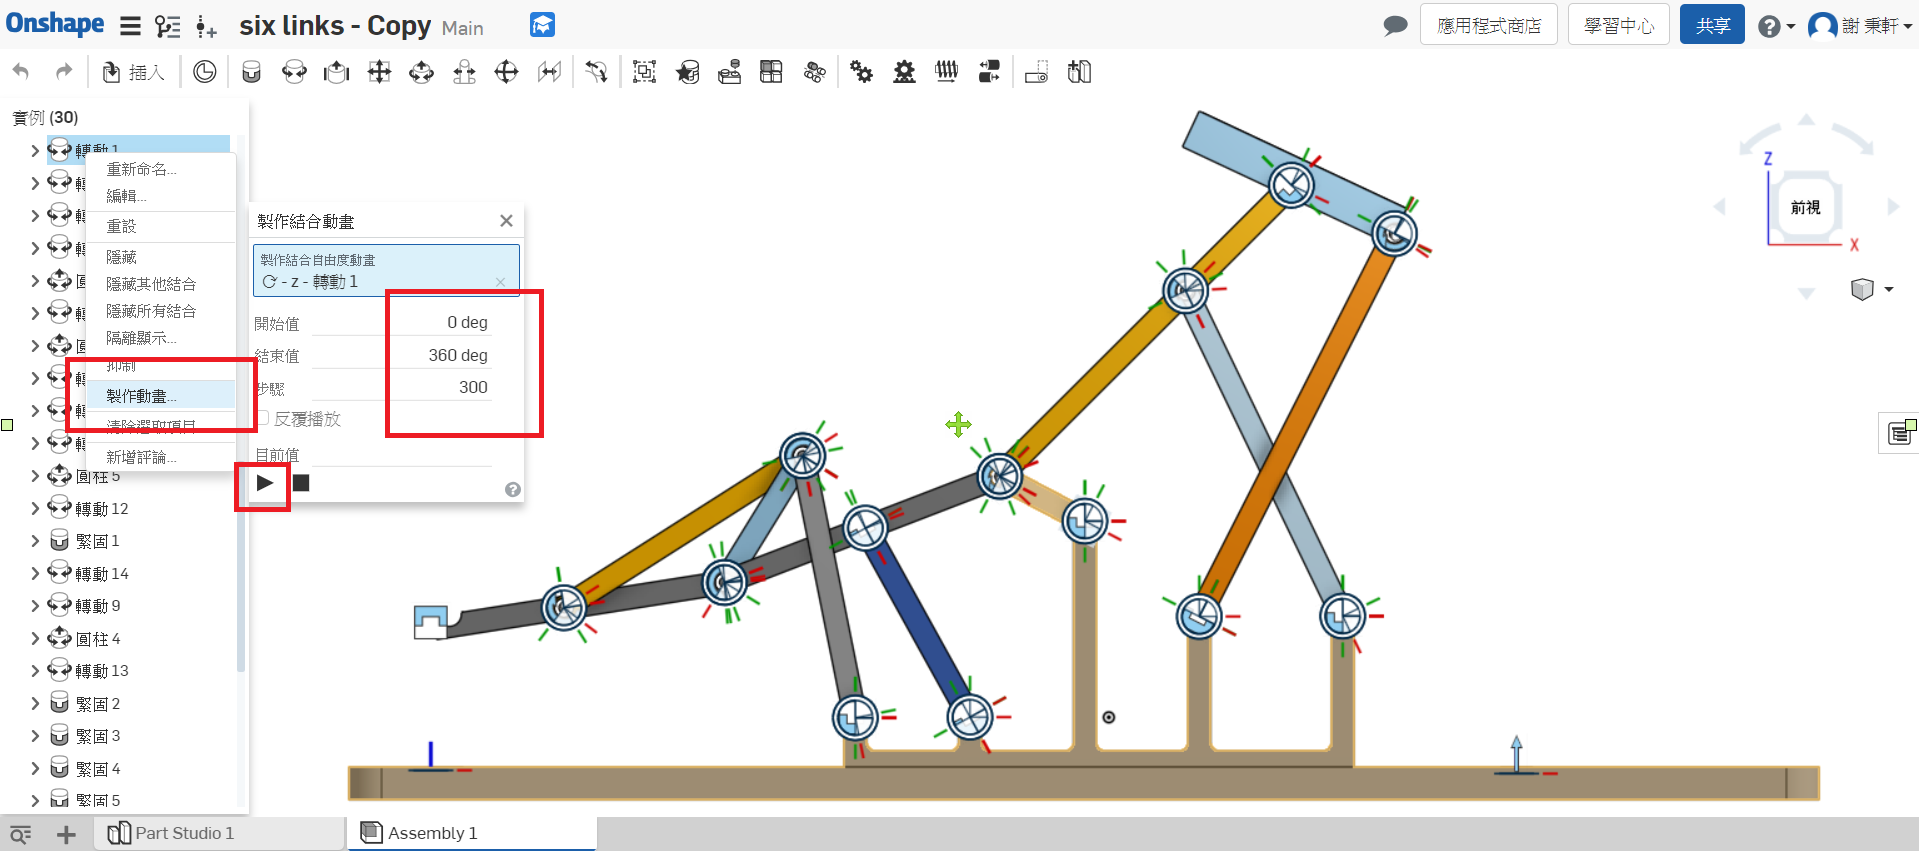 Onshape
six links - Copy Main
應用程式商店
學習中心
共享
謝 秉軒
插入
實例 (30)
轉動 1
重新命名...
編輯...
重設
隱藏
隱藏其他結合
隱藏所有結合
隔離顯示...
抑制
製作動畫...
清除選取項目
新增評論...
圓柱 5
轉動 12
緊固 1
轉動 14
轉動 9
圓柱 4
轉動 13
緊固 2
緊固 3
緊固 4
緊固 5
製作結合動畫
製作結合自由度動畫
- z - 轉動 1
開始值 0 deg
結束值 360 deg
步驟 300
反覆播放
目前值
Z
前視
X
Part Studio 1
Assembly 1